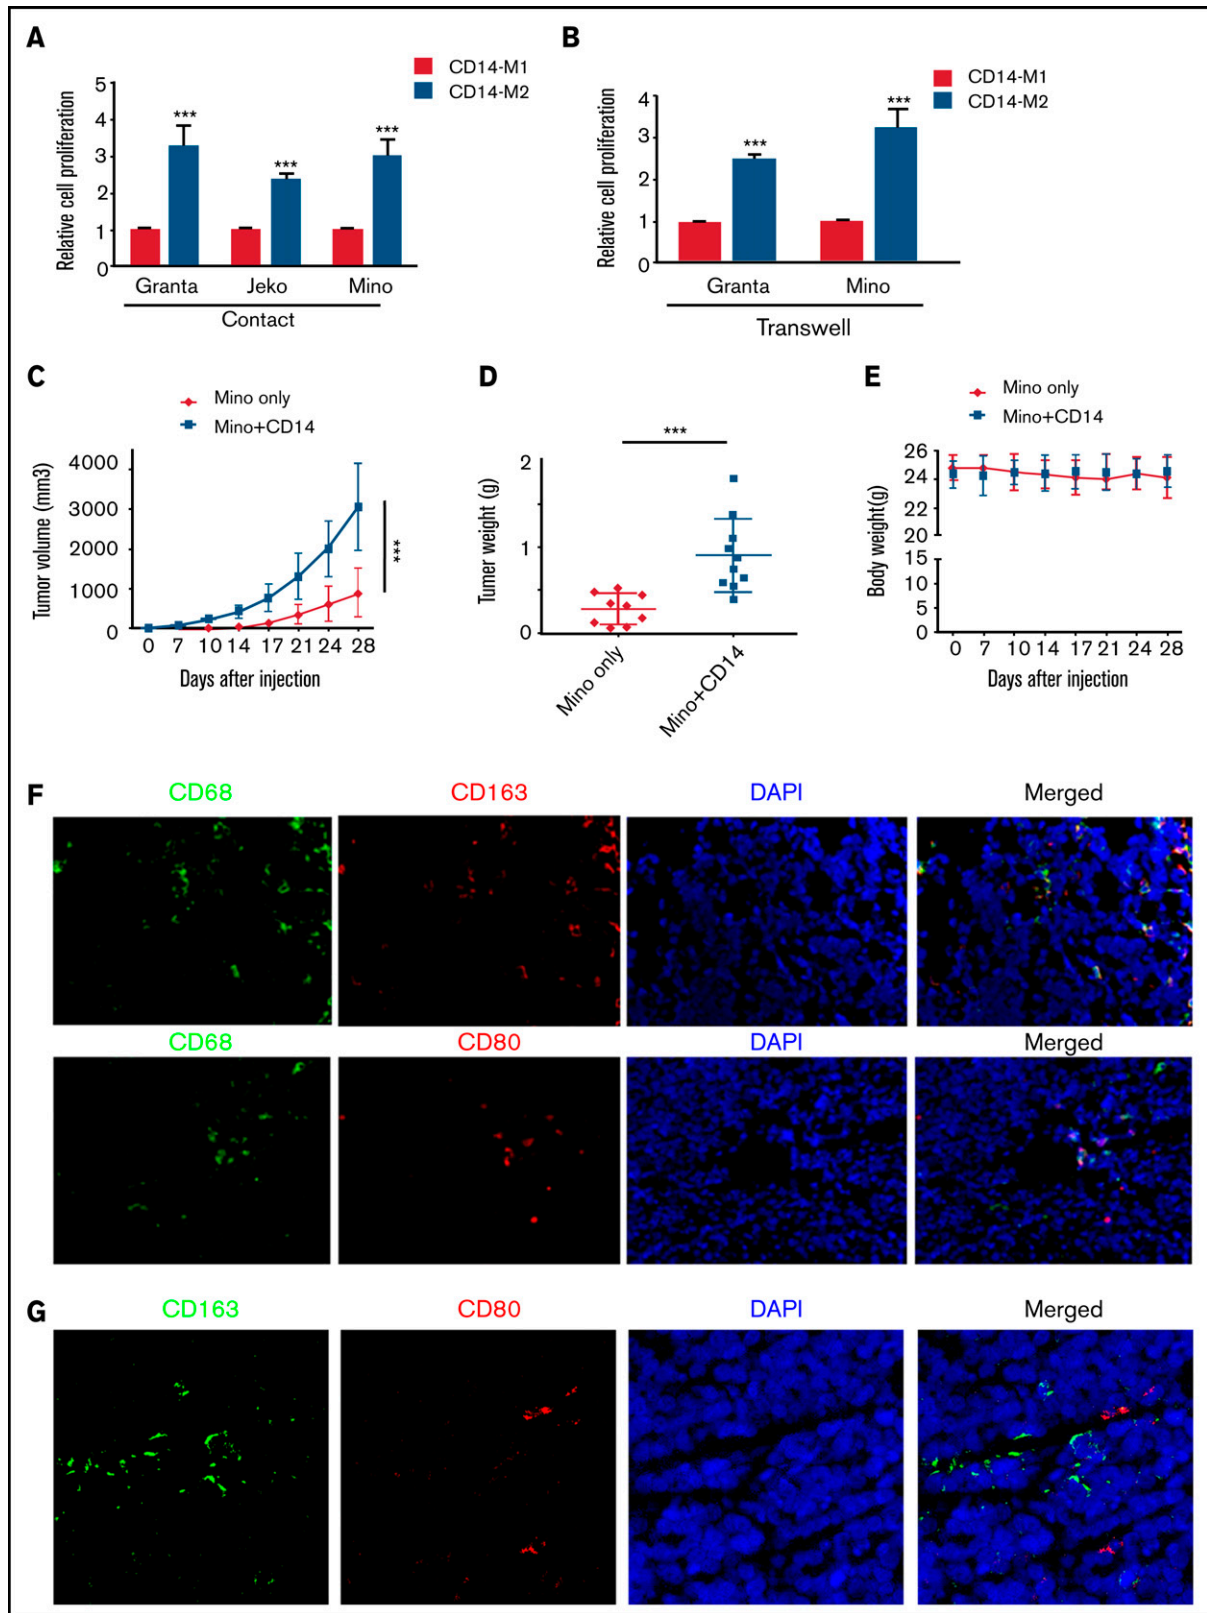 A
CD14-M1
CD14-M2
Relative cell proliferation
5
4
3
2
1
0
***
***
***
Granta
Jeko
Mino
Contact
B
CD14-M1
CD14-M2
Relative cell proliferation
4
3
2
1
0
***
***
Granta
Mino
Transwell
C
Mino only
Mino+CD14
Tumor volume (mm3)
4000
3000
2000
1000
0
***
0 7 10 14 17 21 24 28
Days after injection
D
***
Tumer weight (g)
2
1
0
Mino only
Mino+CD14
E
Mino only
Mino+CD14
Body weight(g)
26
24
22
20
15
10
5
0
0 7 10 14 17 21 24 28
Days after injection
F
CD68 CD163 DAPI Merged
CD68 CD80 DAPI Merged
G
CD163 CD80 DAPI Merged